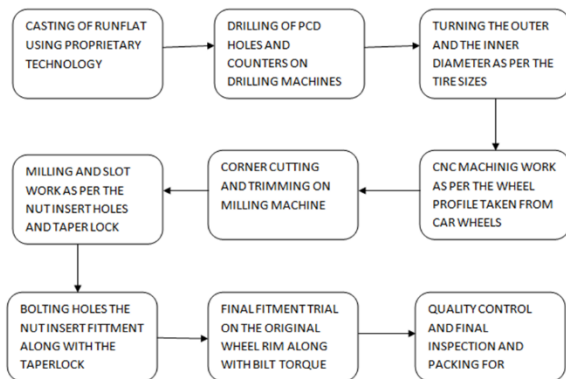 CASTING OF RUNFLAT
USING PROPRIETARY
TECHNOLOGY
DRILLING OF PCD
HOLES AND
COUNTERS ON
DRILLING MACHINES
TURNING THE OUTER
AND THE INNER
DIAMETER AS PER THE
TIRE SIZES
CNC MACHINIG WORK
AS PER THE WHEEL
PROFILE TAKEN FROM
CAR WHEELS
CORNER CUTTING
AND TRIMMING ON
MILLING MACHINE
MILLING AND SLOT
WORK AS PER THE
NUT INSERT HOLES
AND TAPER LOCK
BOLTING HOLES THE
NUT INSERT FITTMENT
ALONG WITH THE
TAPERLOCK
FINAL FITMENT TRIAL
ON THE ORIGINAL
WHEEL RIM ALONG
WITH BILT TORQUE
QUALITY CONTROL
AND FINAL
INSPECTION AND
PACKING FOR